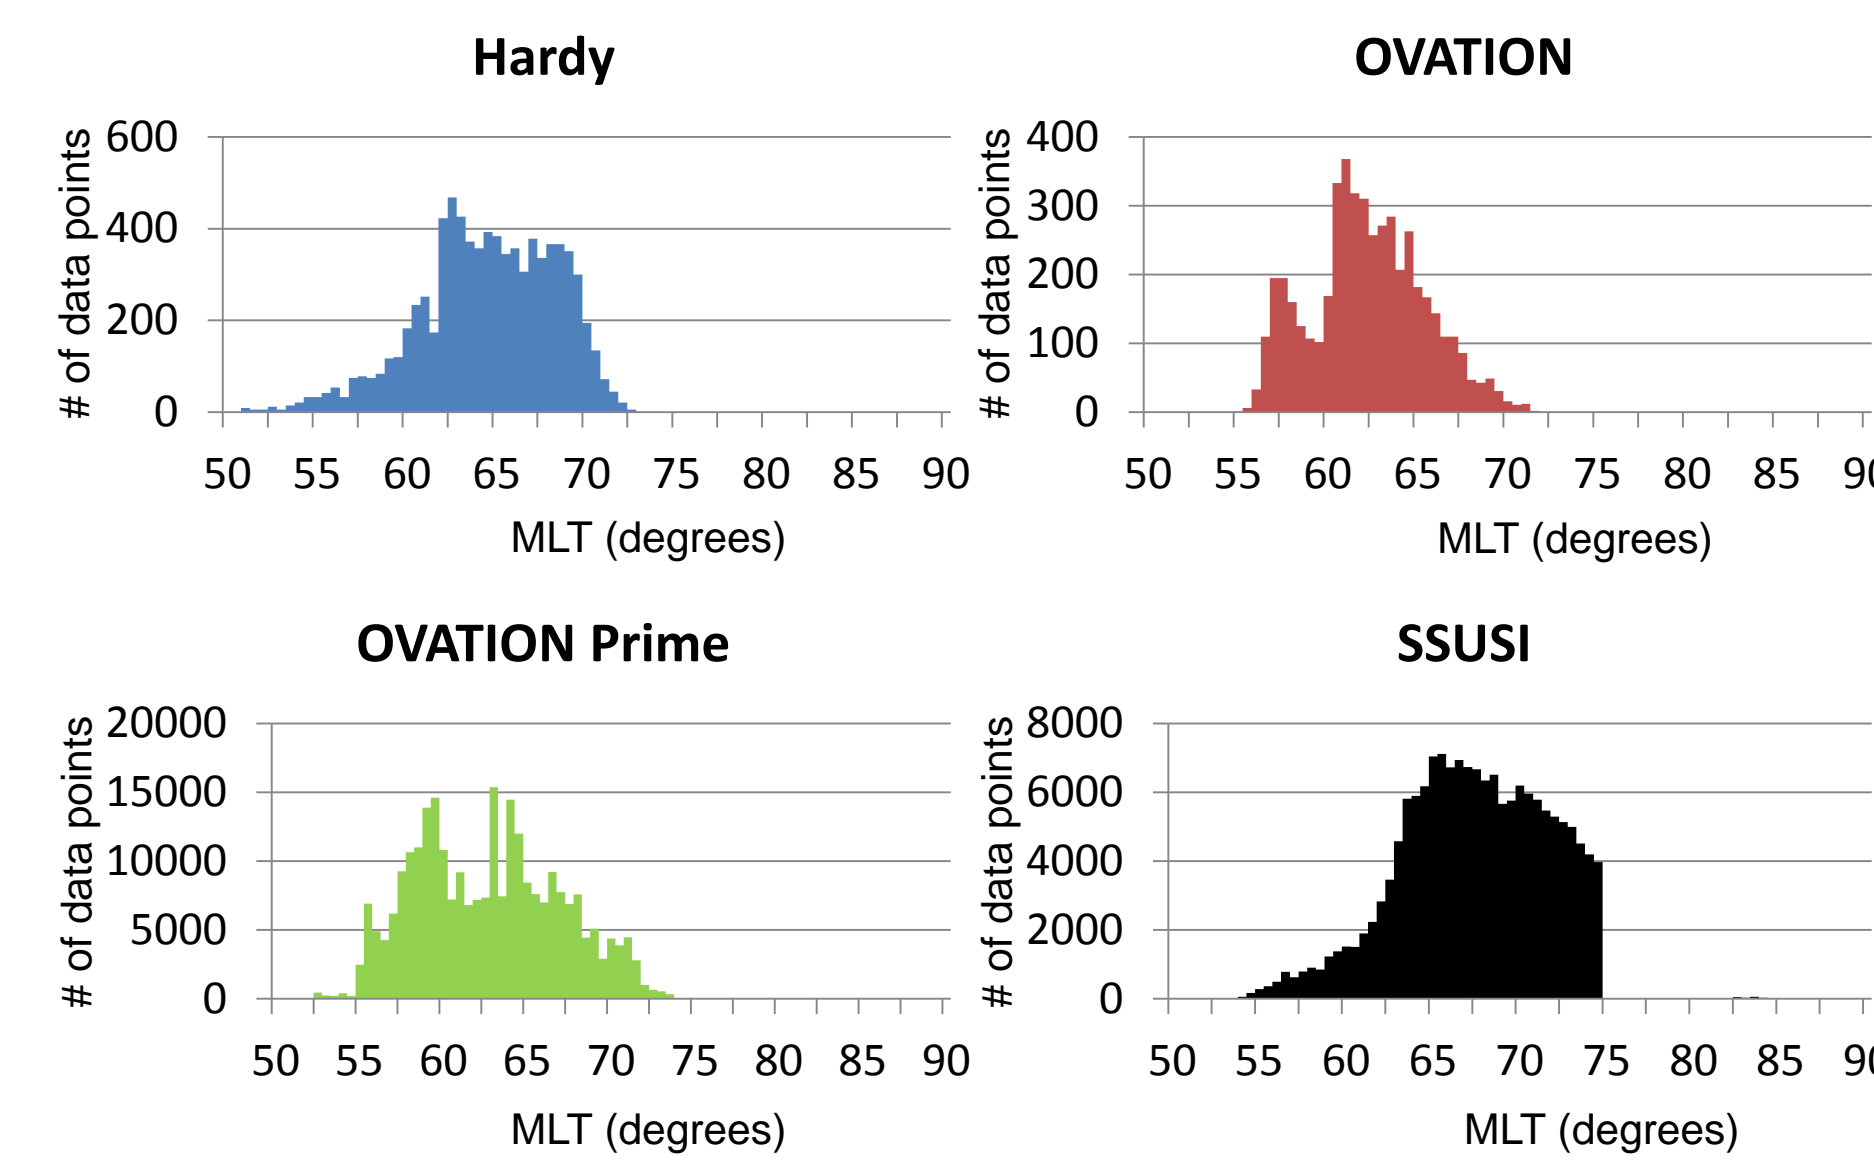 Hardy
# of data points
600
400
200
0
50 55 60 65 70 75 80 85 90
MLT (degrees)
OVATION
# of data points
400
300
200
100
0
50 55 60 65 70 75 80 85 90
MLT (degrees)
OVATION Prime
# of data points
20000
15000
10000
5000
0
50 55 60 65 70 75 80 85 90
MLT (degrees)
SSUSI
# of data points
8000
6000
4000
2000
0
50 55 60 65 70 75 80 85 90
MLT (degrees)